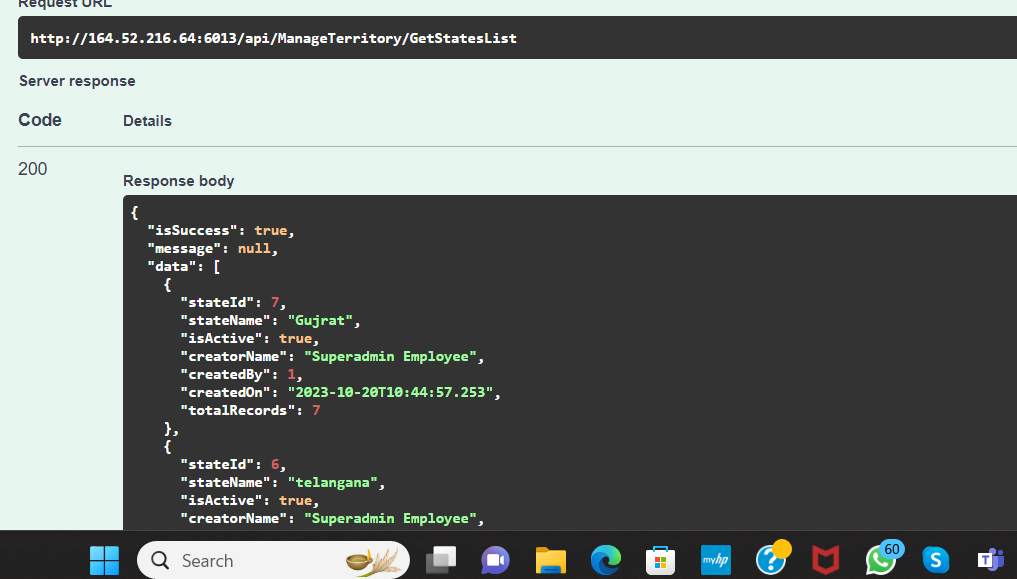 Request URL
http://164.52.216.64:6013/api/ManageTerritory/GetStatesList
Server response
Code Details
200
Response body
{
"isSuccess": true,
"message": null,
"data": [
{
"stateId": 7,
"stateName": "Gujrat",
"isActive": true,
"creatorName": "Superadmin Employee",
"createdBy": 1,
"createdOn": "2023-10-20T10:44:57.253",
"totalRecords": 7
},
{
"stateId": 6,
"stateName": "telangana",
"isActive": true,
"creatorName": "Superadmin Employee",
Search
myhp
?
60
S
T